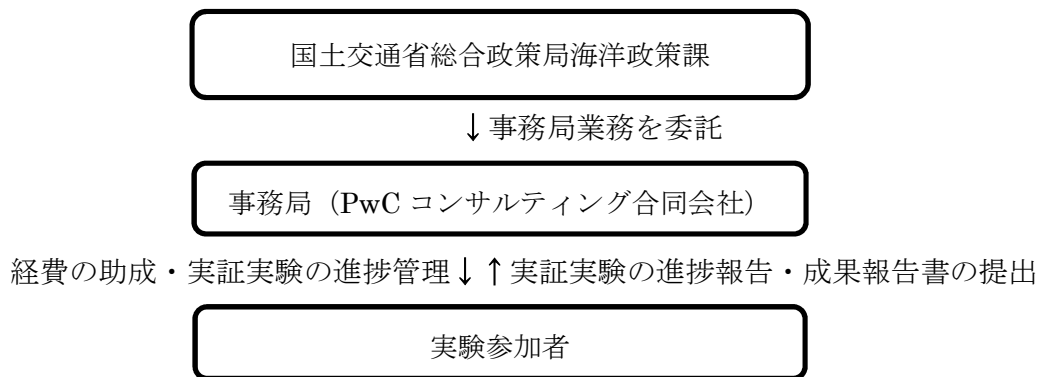 国土交通省総合政策局海洋政策課
↓事務局業務を委託
事務局（PwC コンサルティング合同会社）
経費の助成・実証実験の進捗管理↓↑実証実験の進捗報告・成果報告書の提出
実験参加者